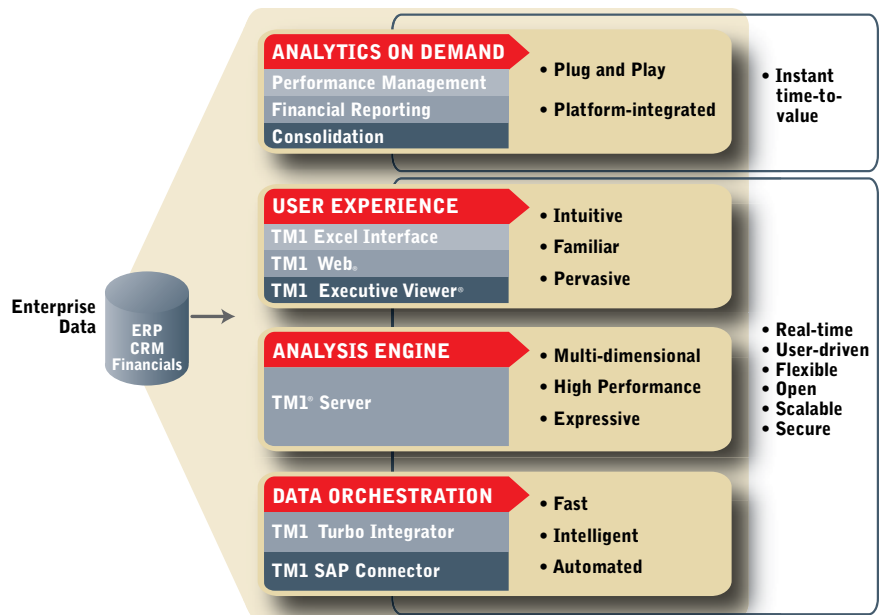 Enterprise
Data
ERP
CRM
Financials
ANALYTICS ON DEMAND
Performance Management
Financial Reporting
Consolidation
• Plug and Play
• Platform-integrated
• Instant
time-to-
value
USER EXPERIENCE
TM1 Excel Interface
TM1 Web®
TM1 Executive Viewer®
• Intuitive
• Familiar
• Pervasive
ANALYSIS ENGINE
TM1® Server
• Multi-dimensional
• High Performance
• Expressive
DATA ORCHESTRATION
TM1 Turbo Integrator
TM1 SAP Connector
• Fast
• Intelligent
• Automated
• Real-time
• User-driven
• Flexible
• Open
• Scalable
• Secure